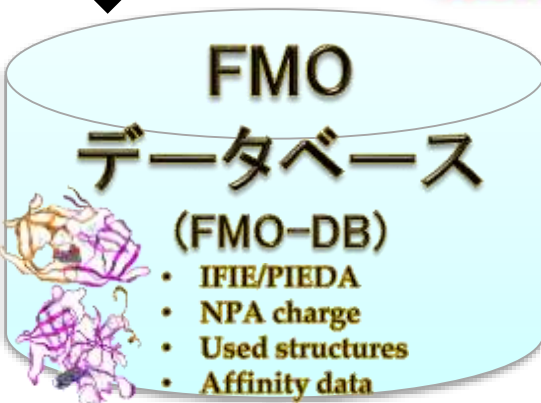 FMO
データベース
(FMO-DB)
• IFIE/PIEDA
• NPA charge
• Used structures
• Affinity data